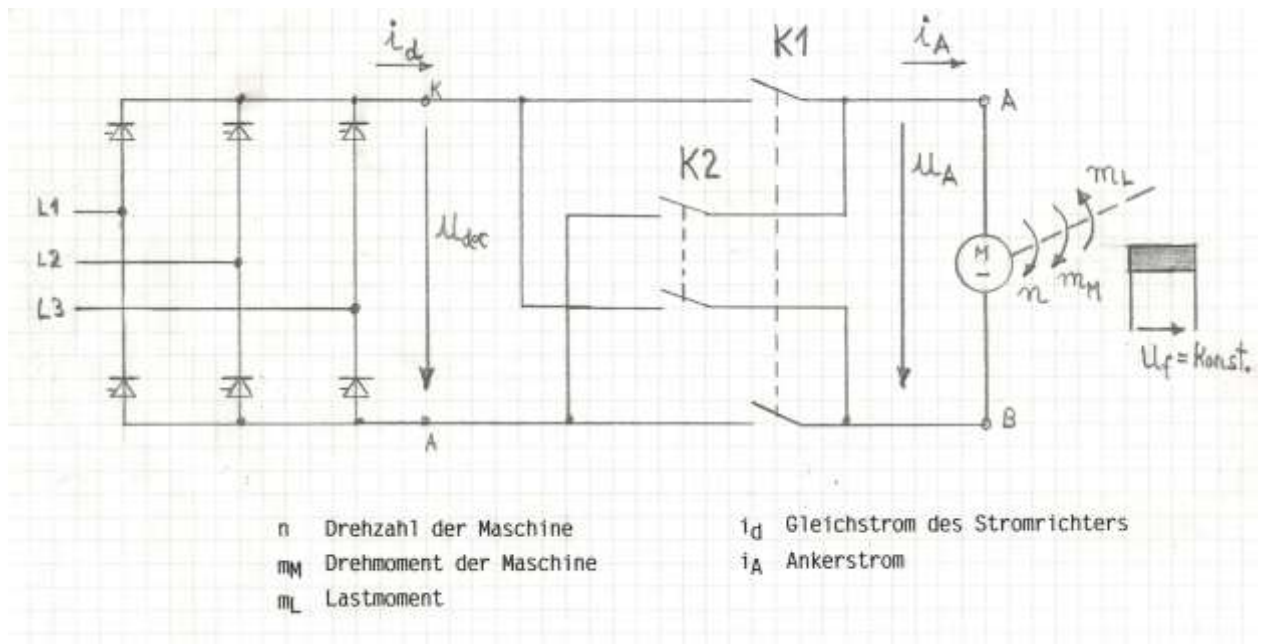 i_d
K1
i_A
K
A
K2
u_A
m_L
L1
u_dα
L2
M
L3
n
m_M
U_f = konst.
A
B
n Drehzahl der Maschine
m_M Drehmoment der Maschine
m_L Lastmoment
i_d Gleichstrom des Stromrichters
i_A Ankerstrom